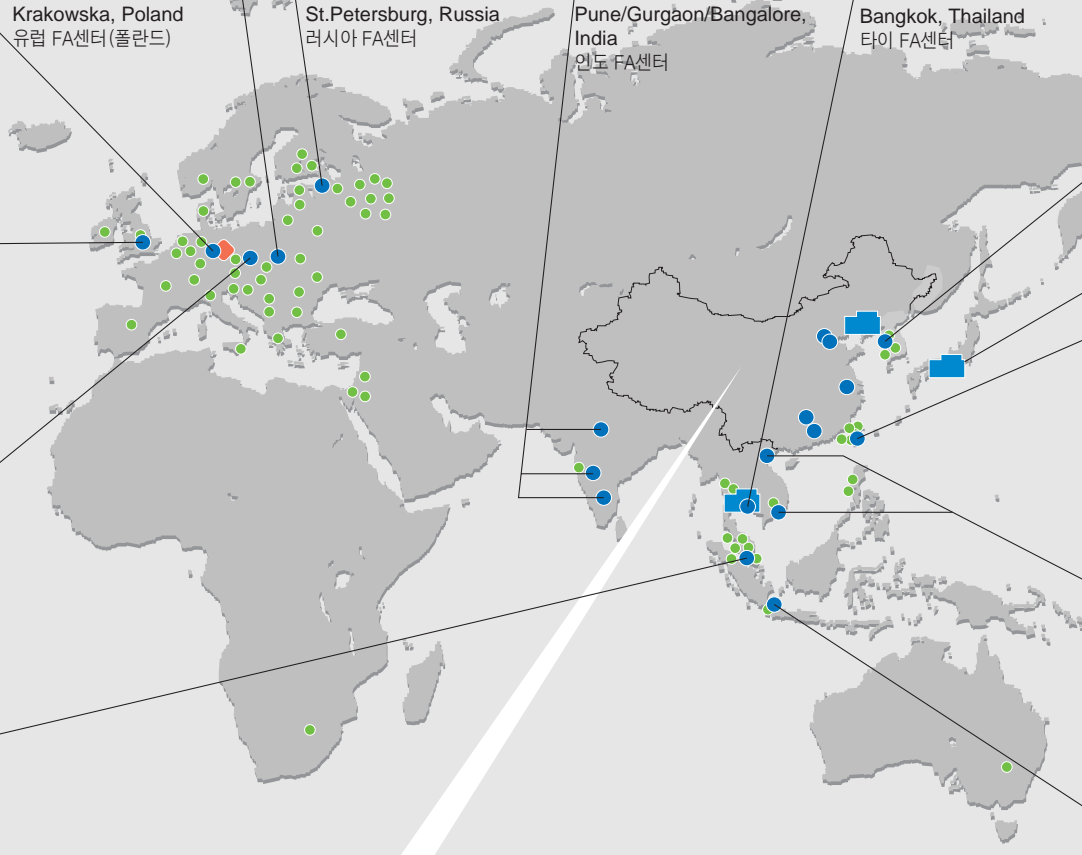 Krakowska, Poland
유럽 FA센터(폴란드)
St.Petersburg, Russia
러시아 FA센터
Pune/Gurgaon/Bangalore,
India
인도 FA센터
Bangkok, Thailand
타이 FA센터